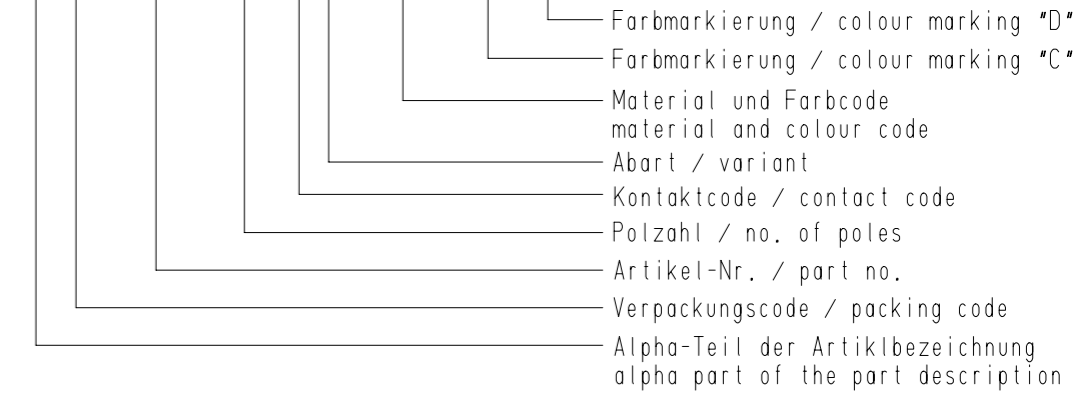 Farbmarkierung / colour marking "D"
Farbmarkierung / colour marking "C"
Material und Farbcode
material and colour code
Abart / variant
Kontaktcode / contact code
Polzahl / no. of poles
Artikel-Nr. / part no.
Verpackungscode / packing code
Alpha-Teil der Artiklbezeichnung
alpha part of the part description